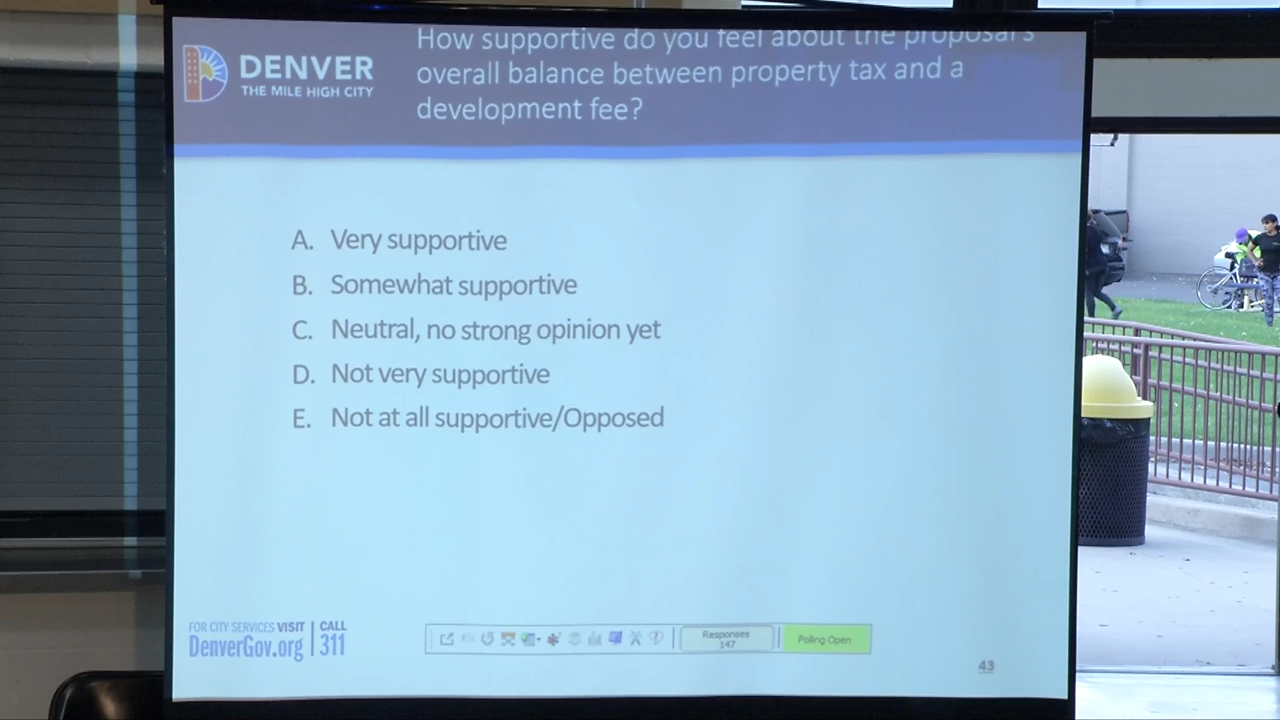 How supportive do you feel about the proposal's
overall balance between property tax and a
development fee?
DENVER
THE MILE HIGH CITY
A. Very supportive
B. Somewhat supportive
C. Neutral, no strong opinion yet
D. Not very supportive
E. Not at all supportive/Opposed
FOR CITY SERVICES VISIT
DenverGov.org
CALL
311
Responses
147
Polling Open
43